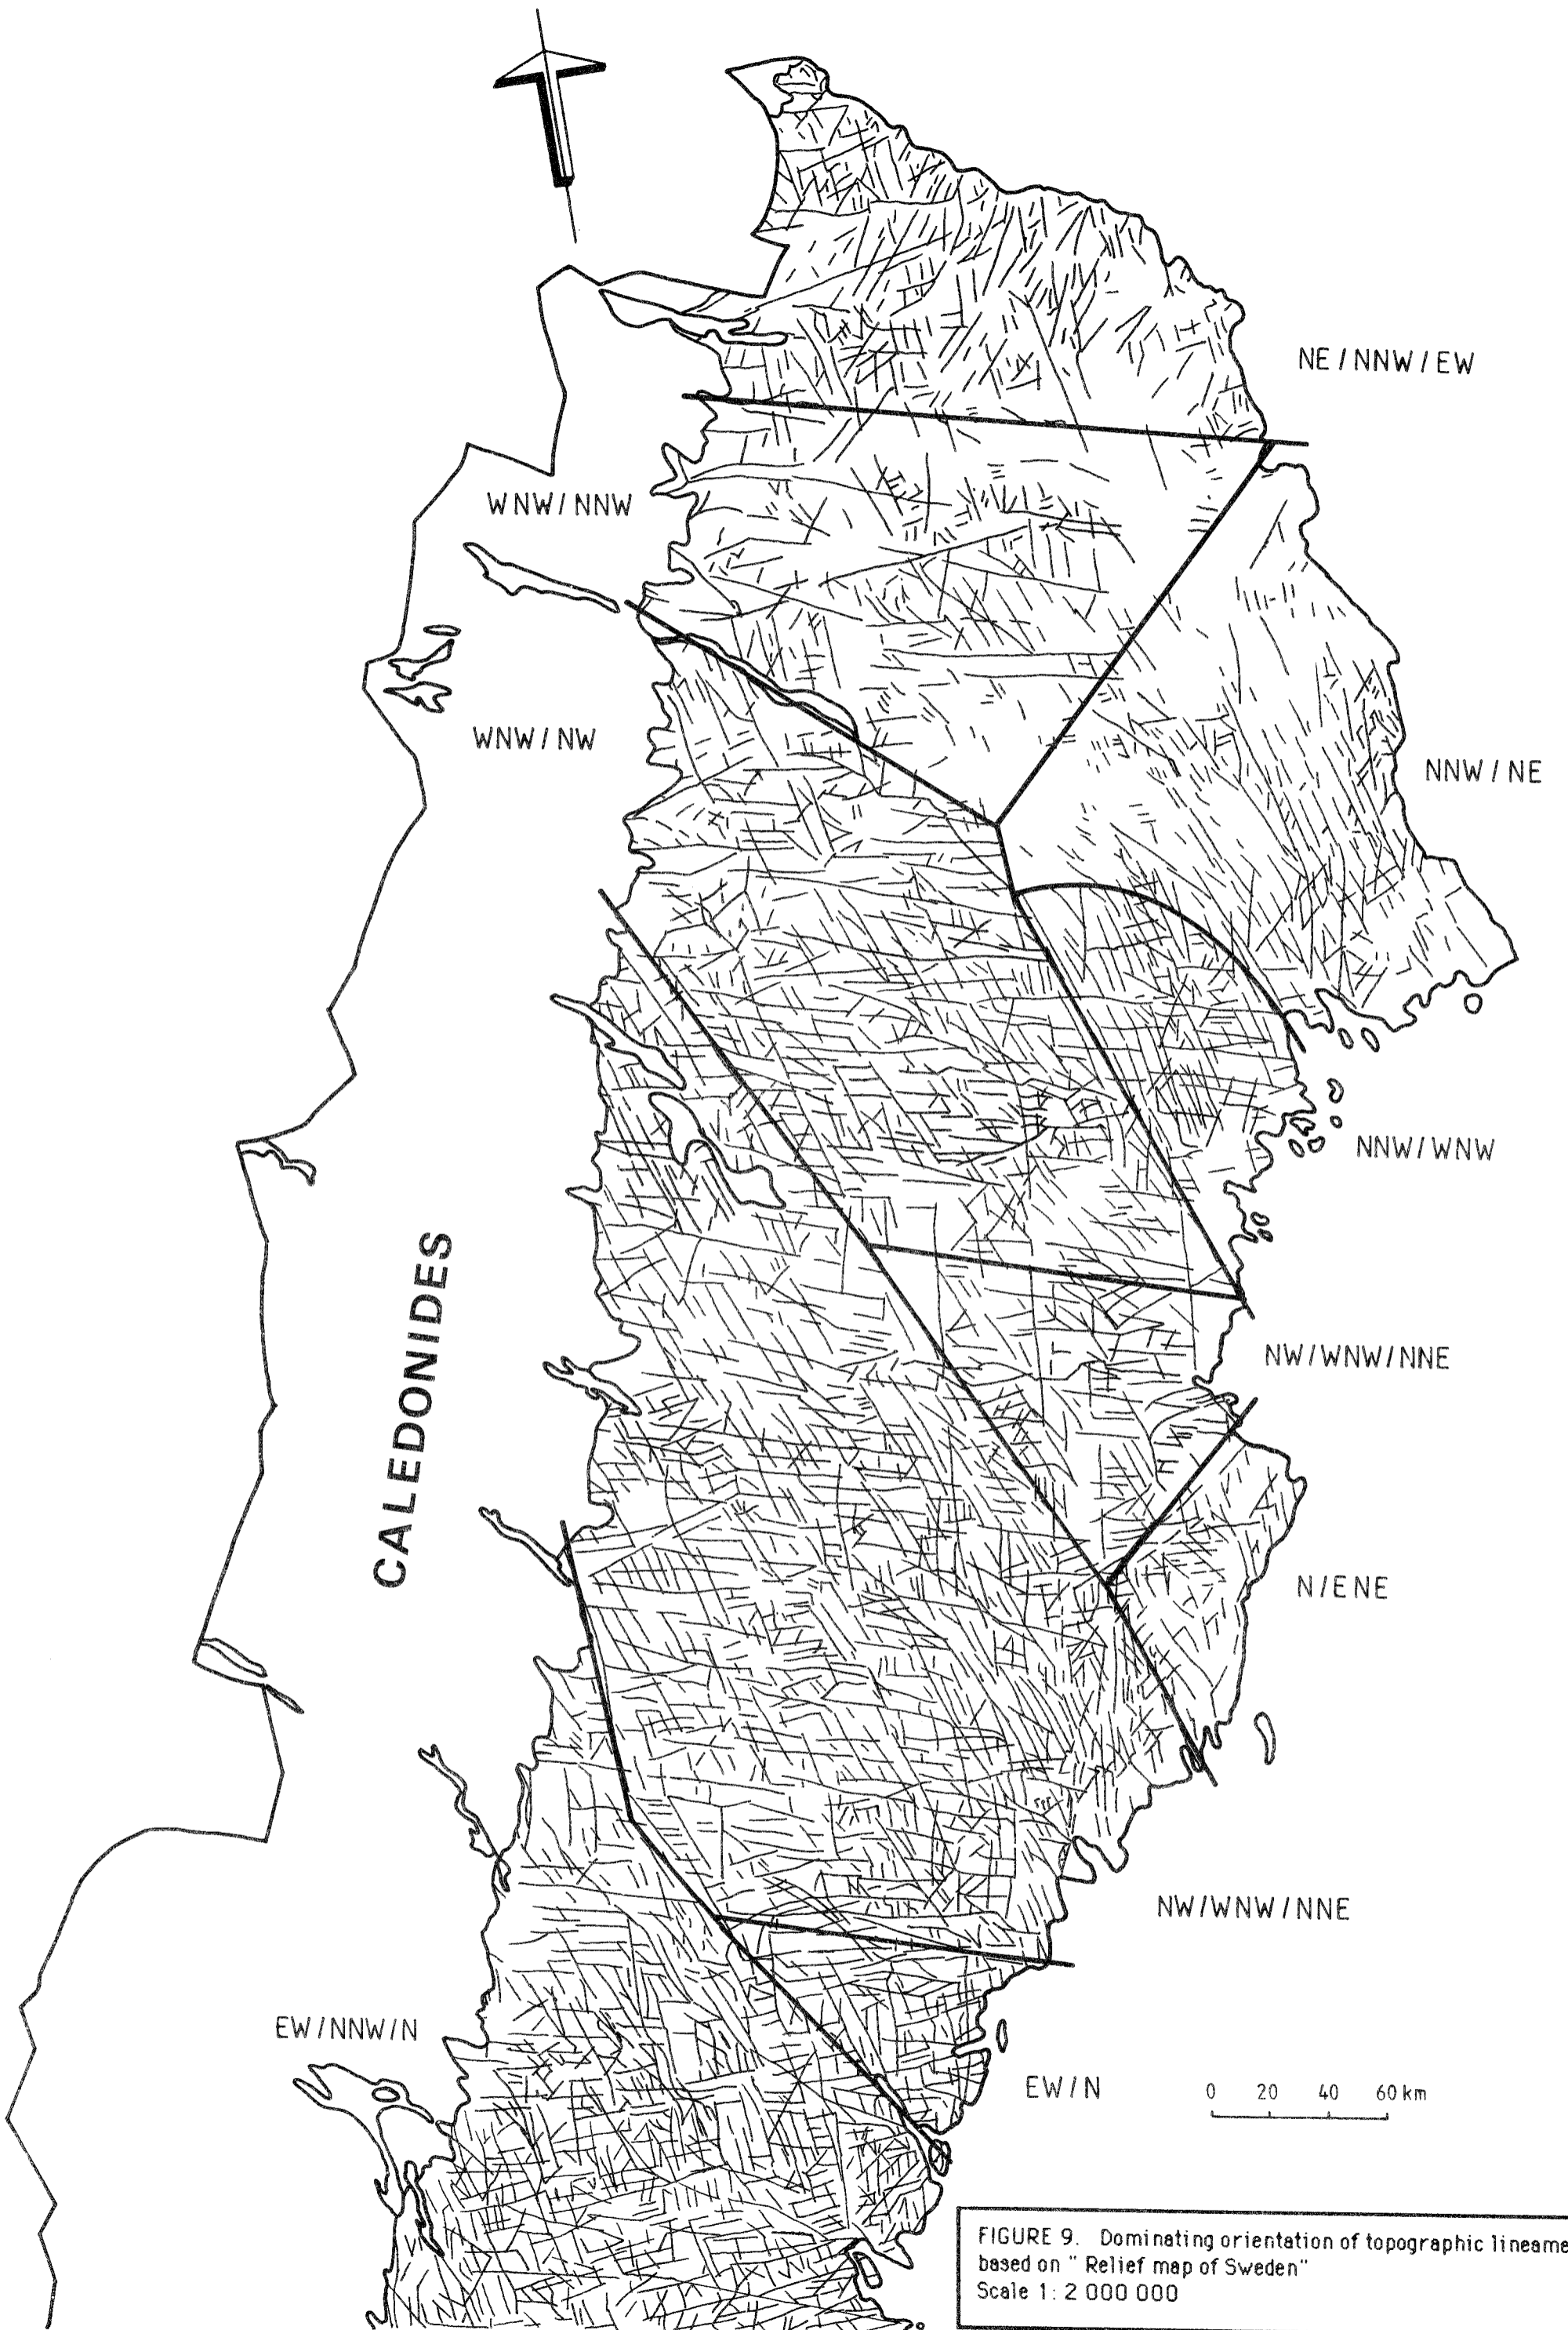 NE/NNW/EW
WNW/NNW
WNW/NW
NNW/NE
NNW/WNW
CALEDONIDES
NW/WNW/NNE
N/ENE
NW/WNW/NNE
EW/NNW/N
EW/N
0 20 40 60 km
FIGURE 9. Dominating orientation of topographic
based on " Relief map of Sweden"
Scale 1: 2 000 000